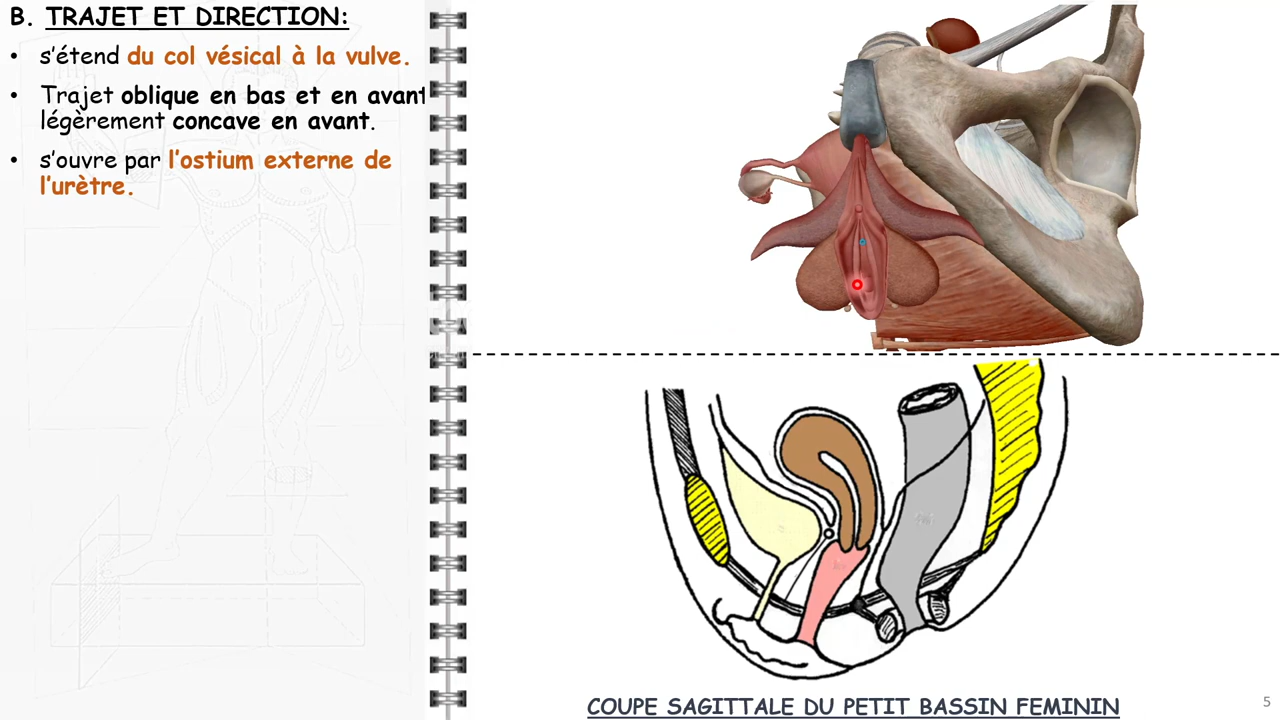 B. TRAJET ET DIRECTION:
• s'étend du col vésical à la vulve.
• Trajet oblique en bas et en avant
légèrement concave en avant.
• s'ouvre par l'ostium externe de
l'urètre.
COUPE SAGITTALE DU PETIT BASSIN FEMININ
5